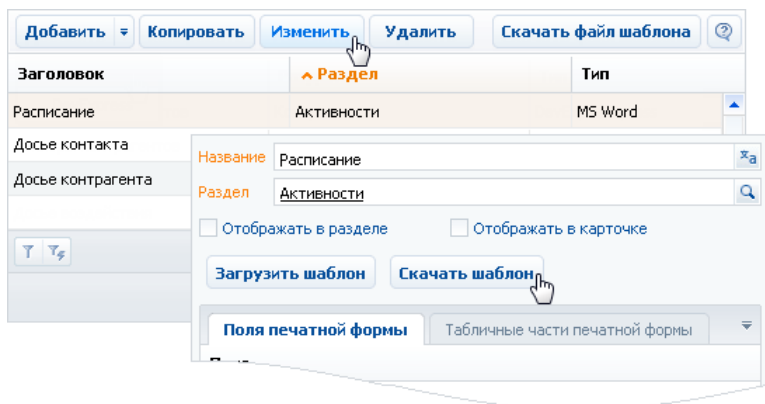 Добавить Копировать Изменить Удалить Скачать файл шаблона
Заголовок Раздел Тип
Расписание Активности MS Word
Досье контакта
Досье контрагента
Название Расписание
Раздел Активности
Отображать в разделе Отображать в карточке
Загрузить шаблон Скачать шаблон
Поля печатной формы Табличные части печатной формы